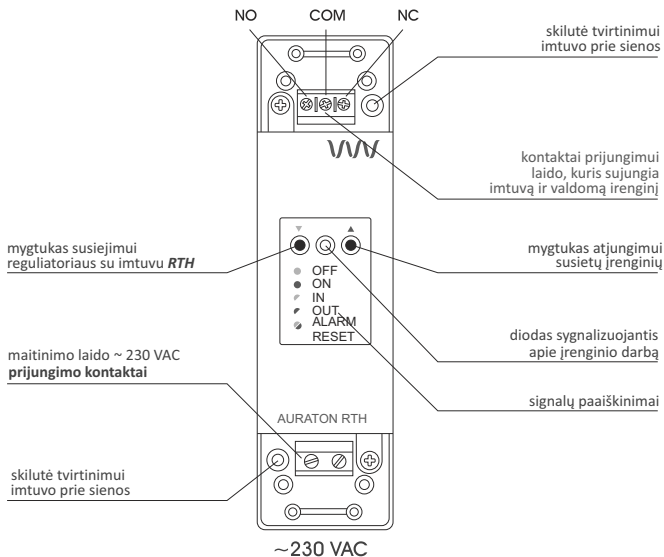 NO COM NC
skilutė tvirtinimui
imtuvo prie sienos
kontaktai prijungimui
laido, kuris sujungia
imtuvą ir valdomą irenginį
mygtukas susiejimui
reguliatoriaus su imtuvu RTH
mygtukas atjungimui
susietų įrenginių
OFF
ON
IN
OUT
ALARM
RESET
diodas sygnalizuojantis
apie įrenginio darbą
maitinimo laido ~ 230 VAC
prijungimo kontaktai
signalų paaiškinimai
AURATON RTH
skilutė tvirtinimui
imtuvo prie sienos
~230 VAC